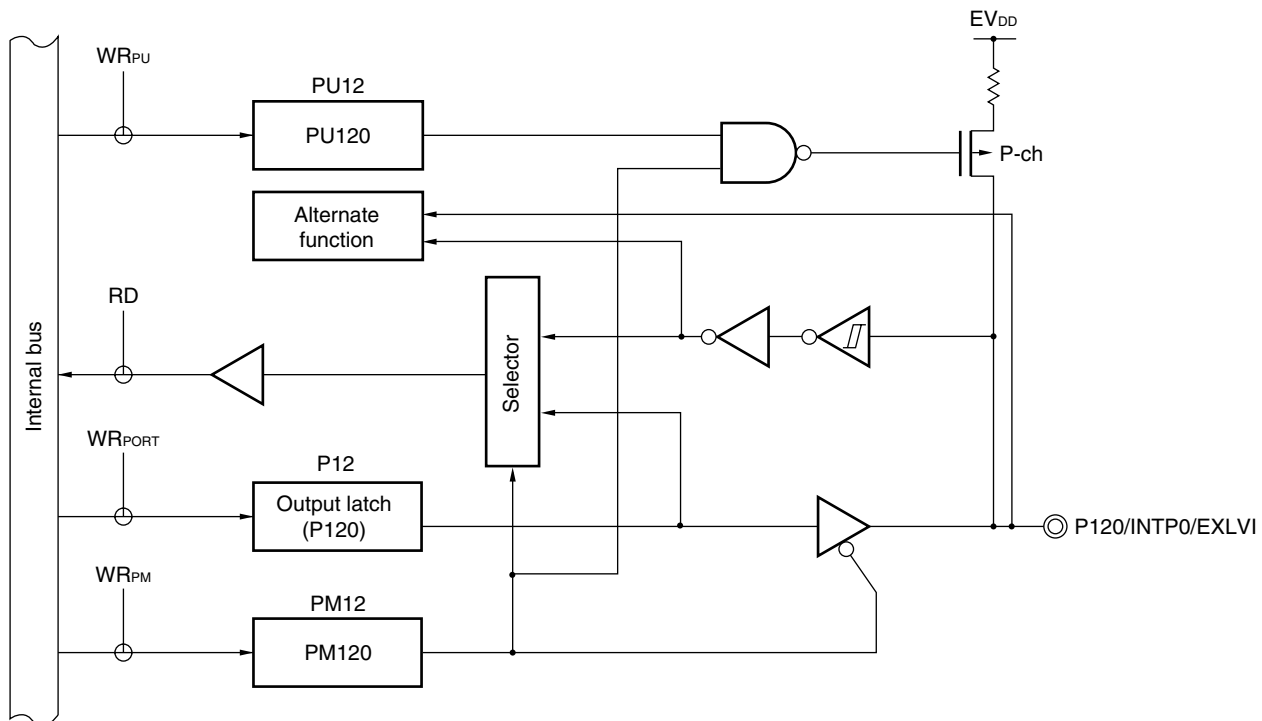 EVDD
WRPU
PU12
PU120
P-ch
Alternate
function
RD
Selector
Internal bus
WRPORT
P12
Output latch
(P120)
P120/INTP0/EXLVI
WRPM
PM12
PM120